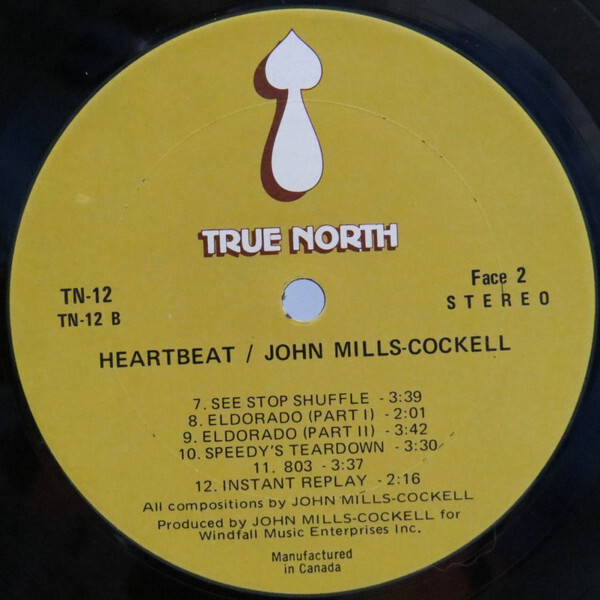 TRUE NORTH
TN-12
TN-12 B
Face 2
STEREO
HEARTBEAT / JOHN MILLS-COCKELL
7. SEE STOP SHUFFLE - 3:39
8. ELDORADO (PART I) - 2:01
9. ELDORADO (PART II) - 3:42
10. SPEEDY'S TEARDOWN - 3:30
11. 803 - 3:37
12. INSTANT REPLAY - 2:16
All compositions by JOHN MILLS-COCKELL
Produced by JOHN MILLS-COCKELL for
Windfall Music Enterprises Inc.
Manufactured
in Canada